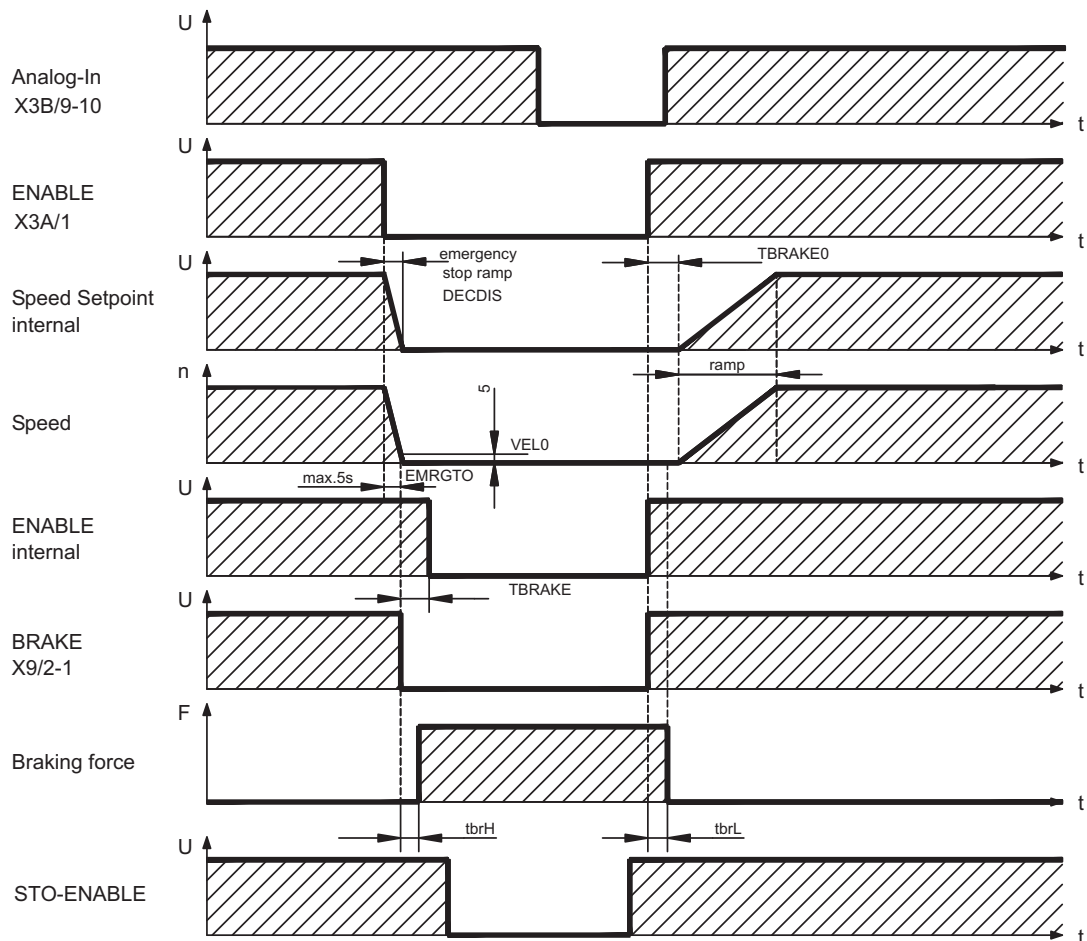 U
Analog-In
X3B/9-10
t
U
ENABLE
X3A/1
t
U
emergency
stop ramp
DECDIS
TBRAKE0
Speed Setpoint
internal
t
n
ramp
5
Speed
VEL0
t
U
max.5s
EMRGTO
ENABLE
internal
t
U
TBRAKE
BRAKE
X9/2-1
t
F
Braking force
t
U
tbrH
tbrL
STO-ENABLE
t